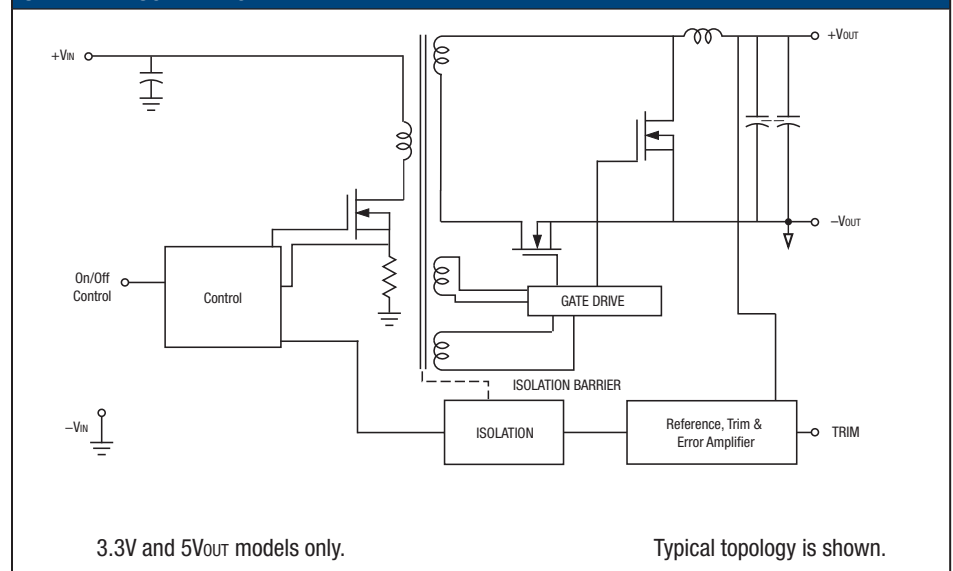 +VIN
+VOUT
−VOUT
On/Off
Control
Control
GATE DRIVE
ISOLATION BARRIER
−VIN
ISOLATION
Reference, Trim &
Error Amplifier
TRIM
3.3V and 5VOUT models only.
Typical topology is shown.